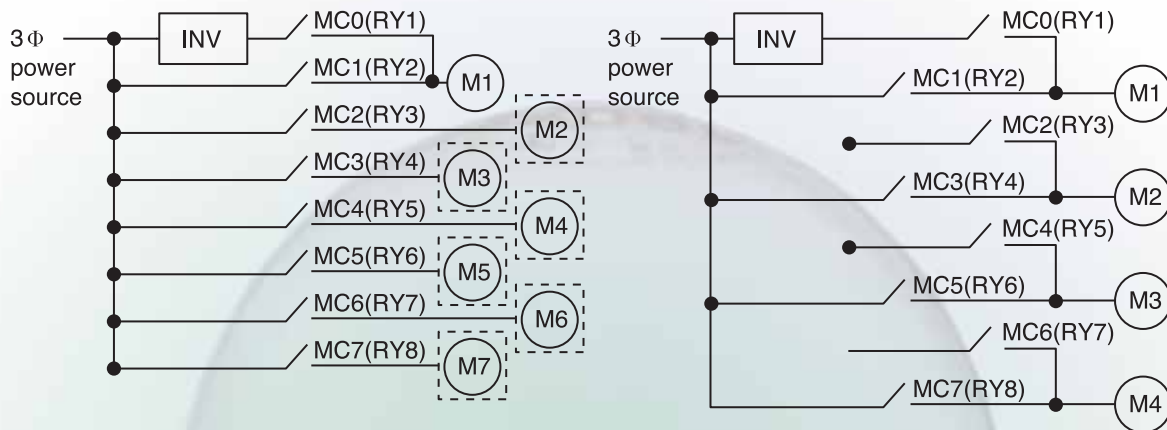 3Φ
power
source
INV
MC0(RY1)
MC1(RY2)
M1
MC2(RY3)
M2
MC3(RY4)
M3
MC4(RY5)
M4
MC5(RY6)
M5
MC6(RY7)
M6
MC7(RY8)
M7
3Φ
power
source
INV
MC0(RY1)
MC1(RY2)
M1
MC2(RY3)
MC3(RY4)
M2
MC4(RY5)
MC5(RY6)
M3
MC6(RY7)
MC7(RY8)
M4